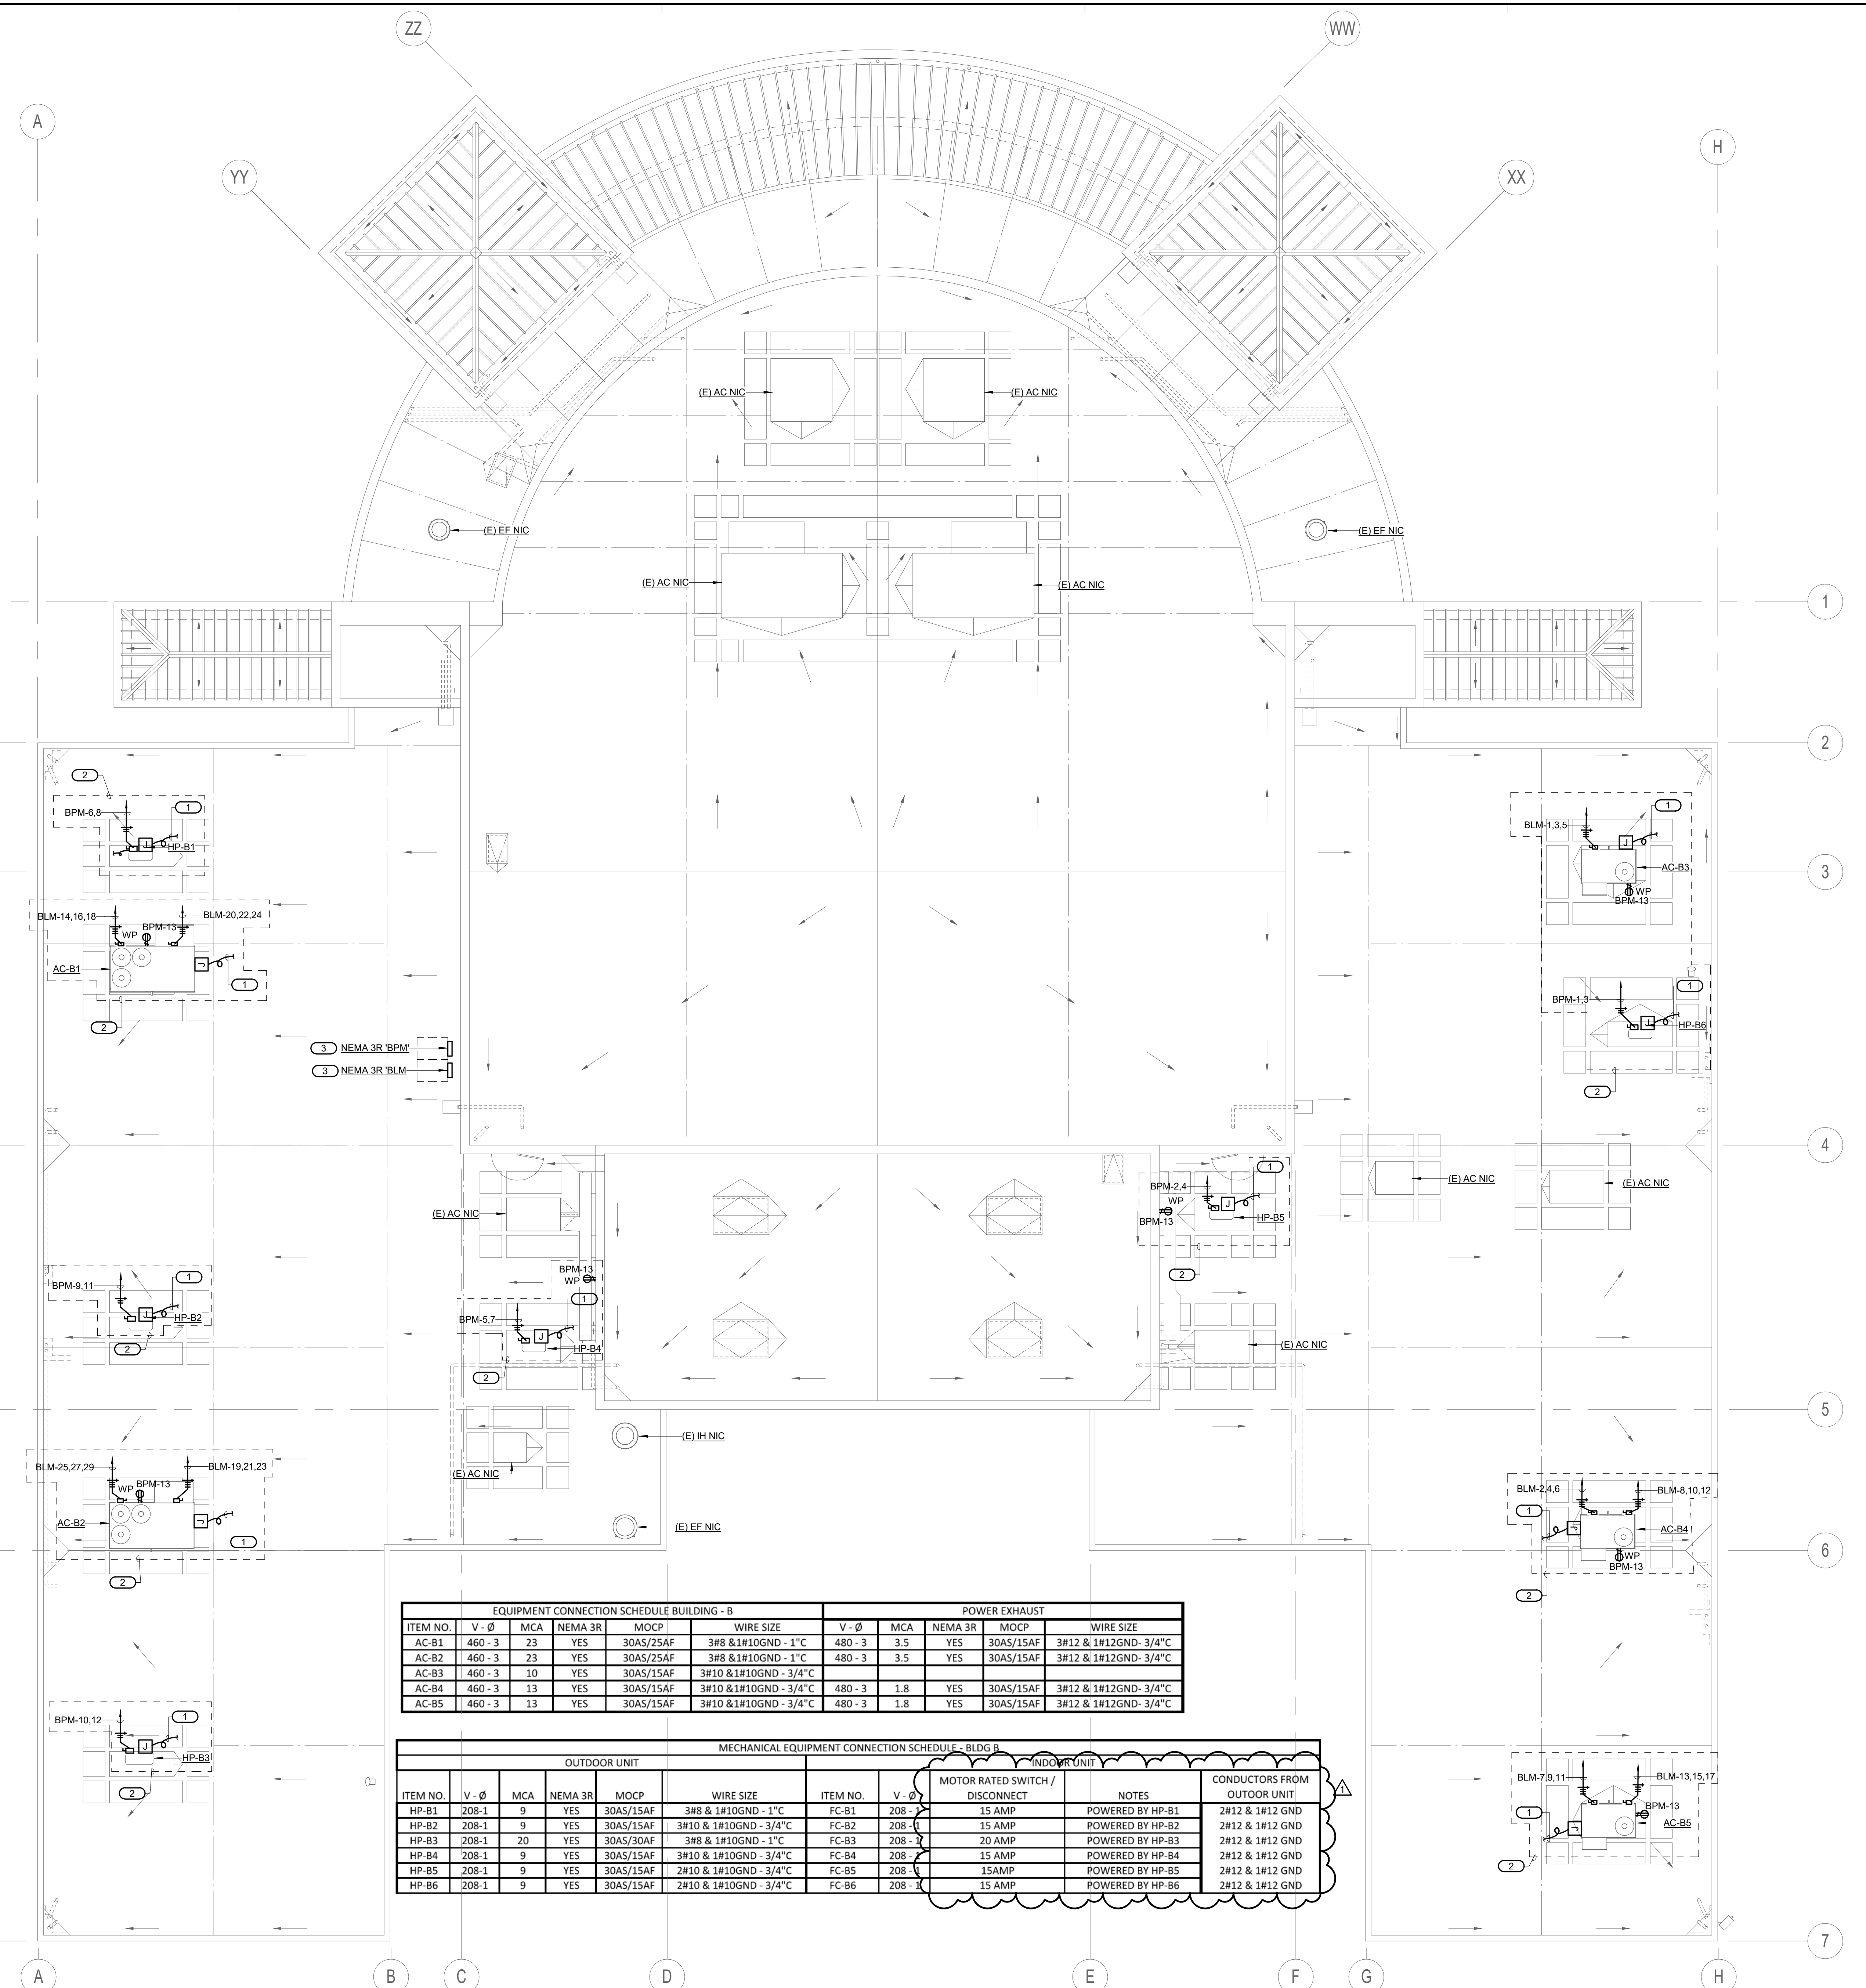 ZZ
WW
A
H
YY
XX
(E) AC NIC
(E) AC NIC
(E) EF NIC
(E) EF NIC
(E) AC NIC
(E) AC NIC
1
2
2
BPM-6,8
1
J
HP-B1
BLM-1,3,5
1
J
AC-B3
WP
BPM-13
3
BLM-14,16,18
BPM-13
BLM-20,22,24
WP
AC-B1
J
1
2
BPM-1,3
1
J
HP-B6
2
3 NEMA 3R 'BPM'
3 NEMA 3R 'BLM
4
(E) AC NIC
BPM-2,4
1
WP
J
BPM-13
HP-B5
2
(E) AC NIC
(E) AC NIC
BPM-9,11
1
J
HP-B2
2
BPM-13
WP
1
BPM-5,7
J
HP-B4
2
(E) AC NIC
5
(E) IH NIC
(E) AC NIC
(E) EF NIC
BLM-25,27,29
BPM-13
BLM-19,21,23
WP
AC-B2
J
1
2
BLM-2,4,6
BLM-8,10,12
1
J
AC-B4
WP
BPM-13
2
6
EQUIPMENT CONNECTION SCHEDULE BUILDING - B POWER EXHAUST
ITEM NO. V - Ø MCA NEMA 3R MOCP WIRE SIZE V - Ø MCA NEMA 3R MOCP WIRE SIZE
AC-B1 460 - 3 23 YES 30AS/25AF 3#8 &1#10GND - 1"C 480 - 3 3.5 YES 30AS/15AF 3#12 & 1#12GND- 3/4"C
AC-B2 460 - 3 23 YES 30AS/25AF 3#8 &1#10GND - 1"C 480 - 3 3.5 YES 30AS/15AF 3#12 & 1#12GND- 3/4"C
AC-B3 460 - 3 10 YES 30AS/15AF 3#10 &1#10GND - 3/4"C
AC-B4 460 - 3 13 YES 30AS/15AF 3#10 &1#10GND - 3/4"C 480 - 3 1.8 YES 30AS/15AF 3#12 & 1#12GND- 3/4"C
AC-B5 460 - 3 13 YES 30AS/15AF 3#10 &1#10GND - 3/4"C 480 - 3 1.8 YES 30AS/15AF 3#12 & 1#12GND- 3/4"C
BPM-10,12
1
J
HP-B3
2
MECHANICAL EQUIPMENT CONNECTION SCHEDULE - BLDG B
OUTDOOR UNIT INDOOR UNIT
ITEM NO. V - Ø MCA NEMA 3R MOCP WIRE SIZE ITEM NO. V - Ø MOTOR RATED SWITCH / DISCONNECT NOTES CONDUCTORS FROM OUTOOR UNIT
1
HP-B1 208-1 9 YES 30AS/15AF 3#8 & 1#10GND - 1"C FC-B1 208 - 1 15 AMP POWERED BY HP-B1 2#12 & 1#12 GND
HP-B2 208-1 9 YES 30AS/15AF 3#10 & 1#10GND - 3/4"C FC-B2 208 - 1 15 AMP POWERED BY HP-B2 2#12 & 1#12 GND
HP-B3 208-1 20 YES 30AS/30AF 3#8 & 1#10GND - 1"C FC-B3 208 - 1 20 AMP POWERED BY HP-B3 2#12 & 1#12 GND
HP-B4 208-1 9 YES 30AS/15AF 3#10 & 1#10GND - 3/4"C FC-B4 208 - 1 15 AMP POWERED BY HP-B4 2#12 & 1#12 GND
HP-B5 208-1 9 YES 30AS/15AF 2#10 & 1#10GND - 3/4"C FC-B5 208 - 1 15AMP POWERED BY HP-B5 2#12 & 1#12 GND
HP-B6 208-1 9 YES 30AS/15AF 2#10 & 1#10GND - 3/4"C FC-B6 208 - 1 15 AMP POWERED BY HP-B6 2#12 & 1#12 GND
BLM-7,9,11
BLM-13,15,17
1
BPM-13
J
AC-B5
2
7
A
B
C
D
E
F
G
H